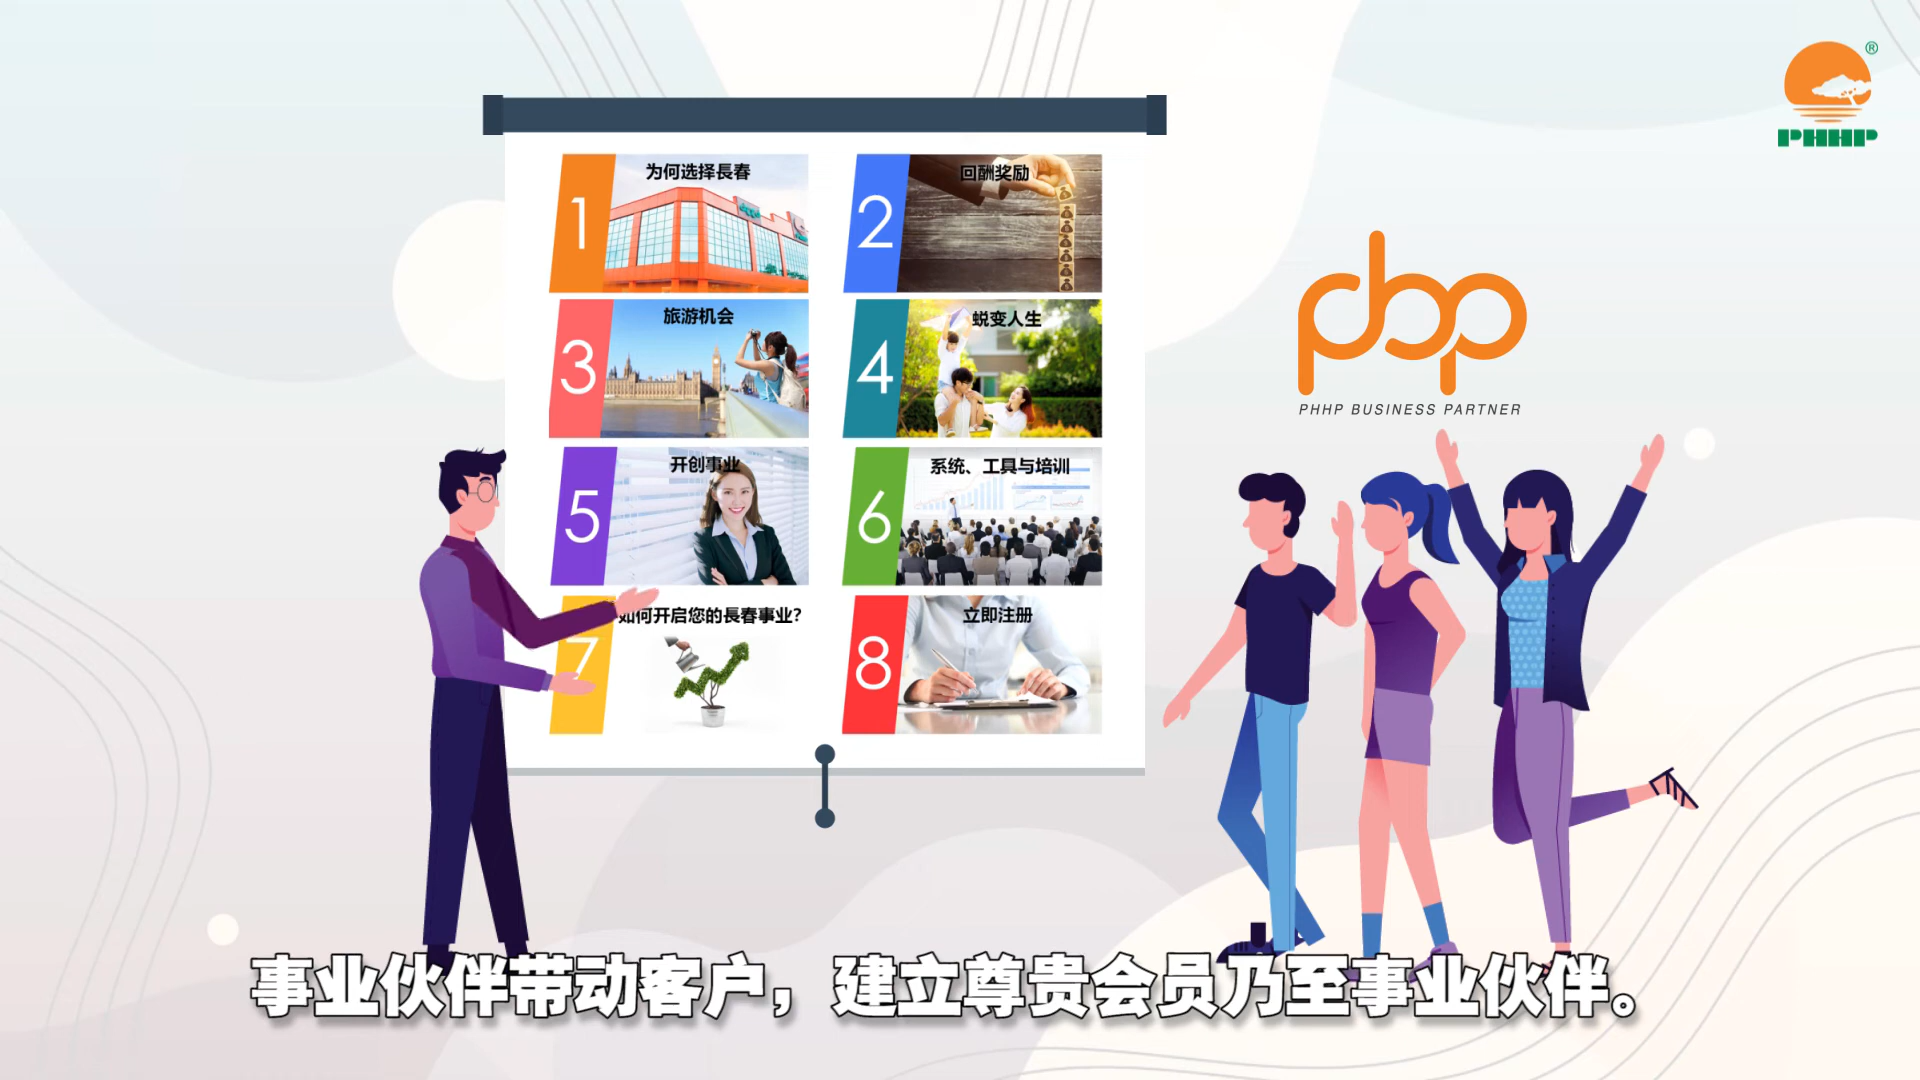 ®
PHHP
1
为何选择長春
2
回酬奖励
3
旅游机会
4
蜕变人生
5
开创事业
6
系统、工具与培训
7
如何开启您的長春事业?
8
立即注册
pbp
PHHP BUSINESS PARTNER
事业伙伴带动客户，建立尊贵会员乃至事业伙伴。